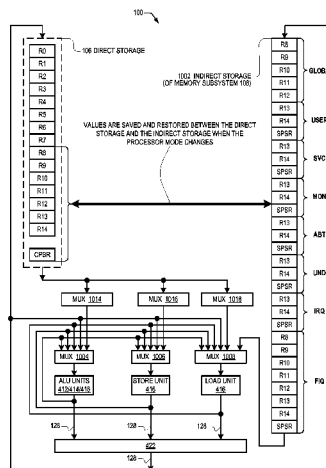 100
106 DIRECT STORAGE
R0
R1
R2
R3
R4
R5
R6
R7
R8
R9
R10
R11
R12
R13
R14
CPSR
1002 INDIRECT STORAGE
(OF MEMORY SUBSYSTEM 108)
VALUES ARE SAVED AND RESTORED BETWEEN THE DIRECT
STORAGE AND THE INDIRECT STORAGE WHEN THE
PROCESSOR MODE CHANGES
R8
R9
R10
R11
R12
GLOBAL
R13
R14
SPSR
USER
R13
R14
SPSR
SVC
R13
R14
SPSR
MON
R13
R14
SPSR
ABT
R13
R14
SPSR
UND
R13
R14
SPSR
IRQ
R8
R9
R10
R11
R12
R13
R14
SPSR
FIQ
MUX 1014
MUX 1016
MUX 1018
MUX 1004
MUX 1006
MUX 1008
ALU UNITS
412/414/418
STORE UNIT
416
LOAD UNIT
416
128
128
128
422
128